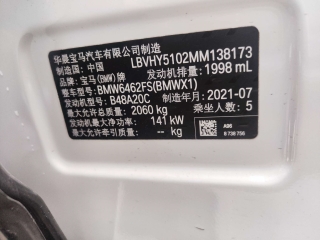 华晨宝马汽车有限公司制造
制造国：中国 LBVHY5102MM138173
品牌：宝马(BMW)牌 发动机排量：1998 mL
整车型号：BMW6462FS(BMWX1)
发动机型号：B48A20C 制造年月：2021-07
最大允许总质量：2060 kg 乘坐人数：5
发动机最大净功率：141 kW
最大允许牵引质量： -- kg
A96
8 738 756